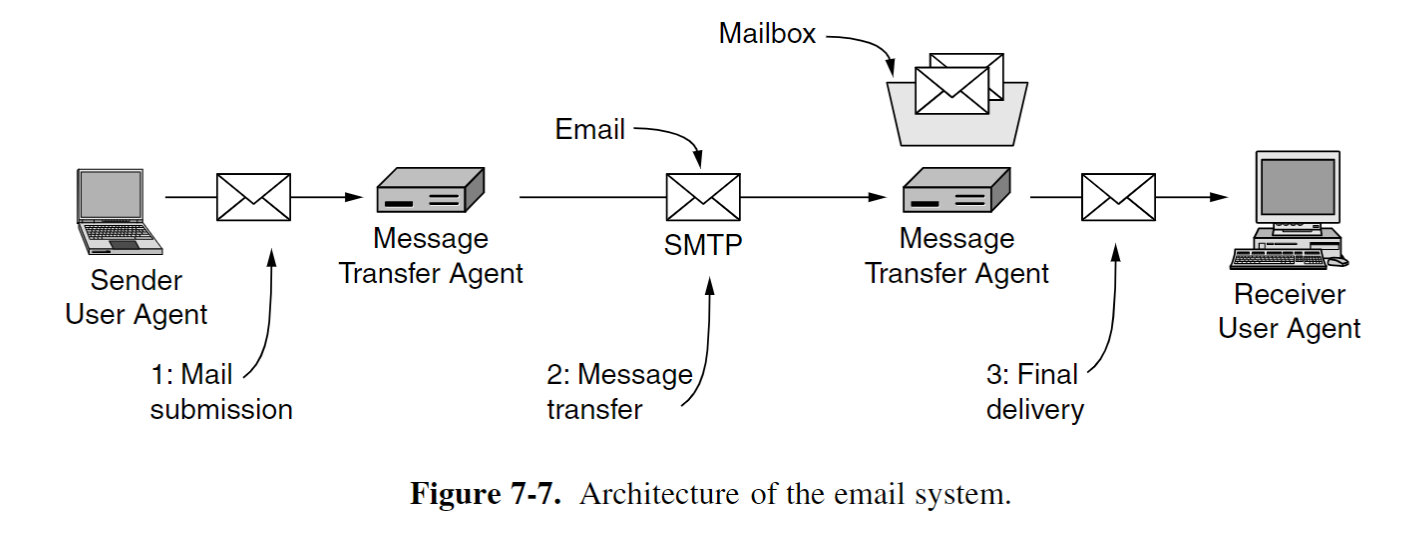 Mailbox
Email
Sender
User Agent
Message
Transfer Agent
SMTP
Message
Transfer Agent
Receiver
User Agent
1: Mail
submission
2: Message
transfer
3: Final
delivery
Figure 7-7. Architecture of the email system.